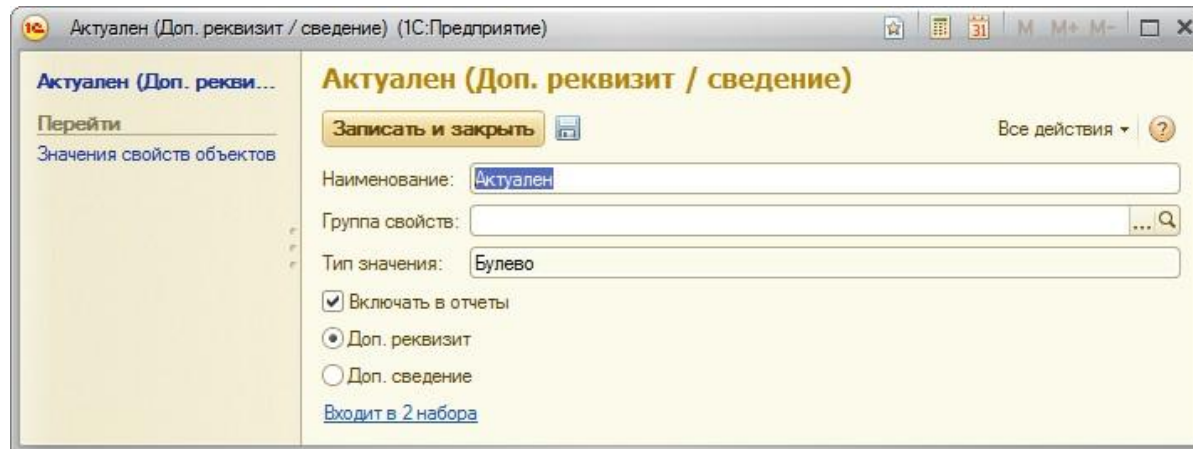 Актуален (Доп. реквизит / сведение) (1С:Предприятие)
31 M M+ M-
Актуален (Доп. рекви...
Перейти
Значения свойств объектов
Актуален (Доп. реквизит / сведение)
Записать и закрыть
Все действия
Наименование: Актуален
Группа свойств: ...
Тип значения: Булево
Включать в отчеты
Доп. реквизит
Доп. сведение
Входит в 2 набора